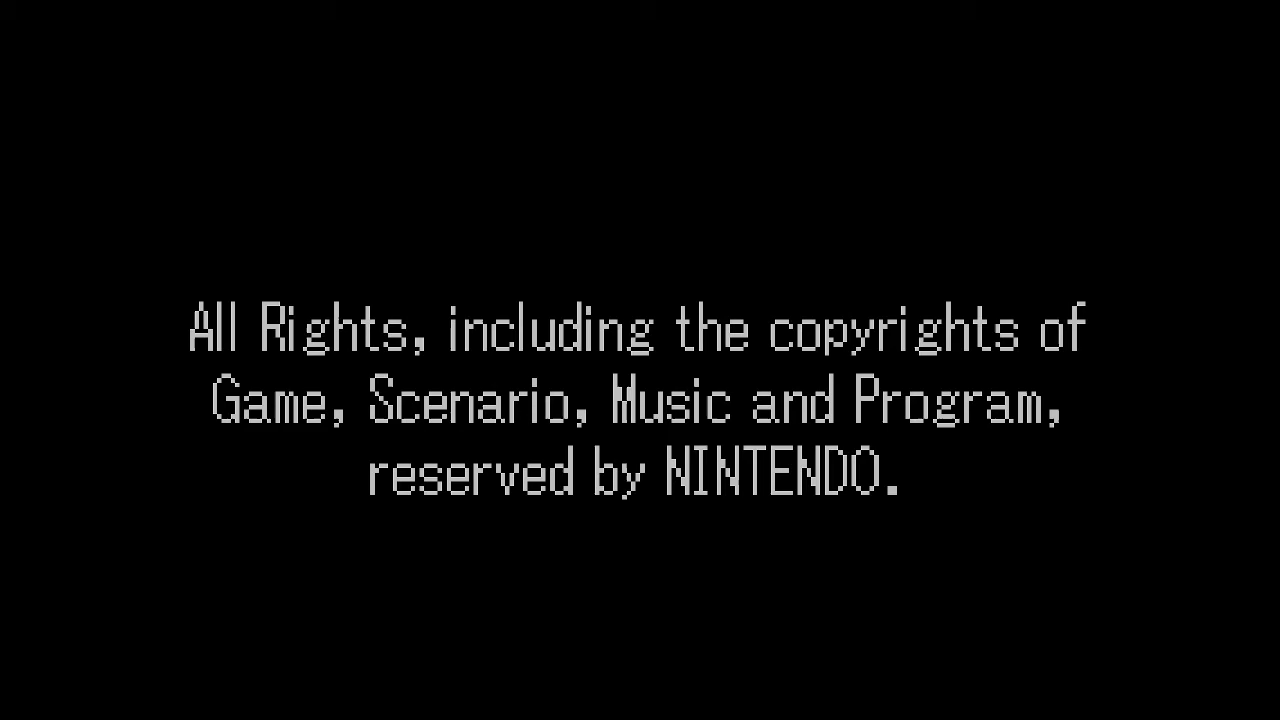 All Rights, including the copyrights of
Game, Scenario, Music and Program,
reserved by NINTENDO.